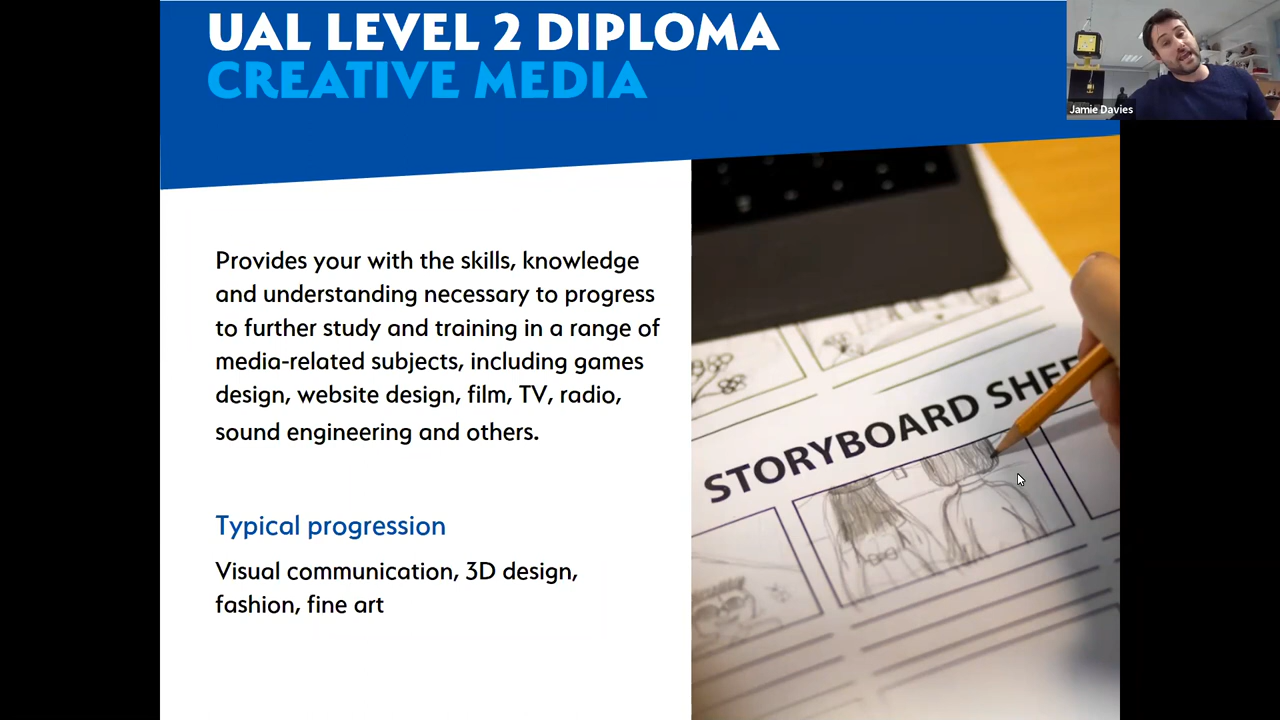 UAL LEVEL 2 DIPLOMA
CREATIVE MEDIA
Jamie Davies
Provides your with the skills, knowledge
and understanding necessary to progress
to further study and training in a range of
media-related subjects, including games
design, website design, film, TV, radio,
sound engineering and others.
Typical progression
Visual communication, 3D design,
fashion, fine art
STORYBOARD SHEE